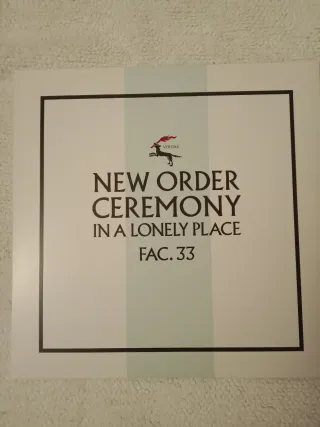 NEW ORDER
CEREMONY
IN A LONELY PLACE
FAC. 33